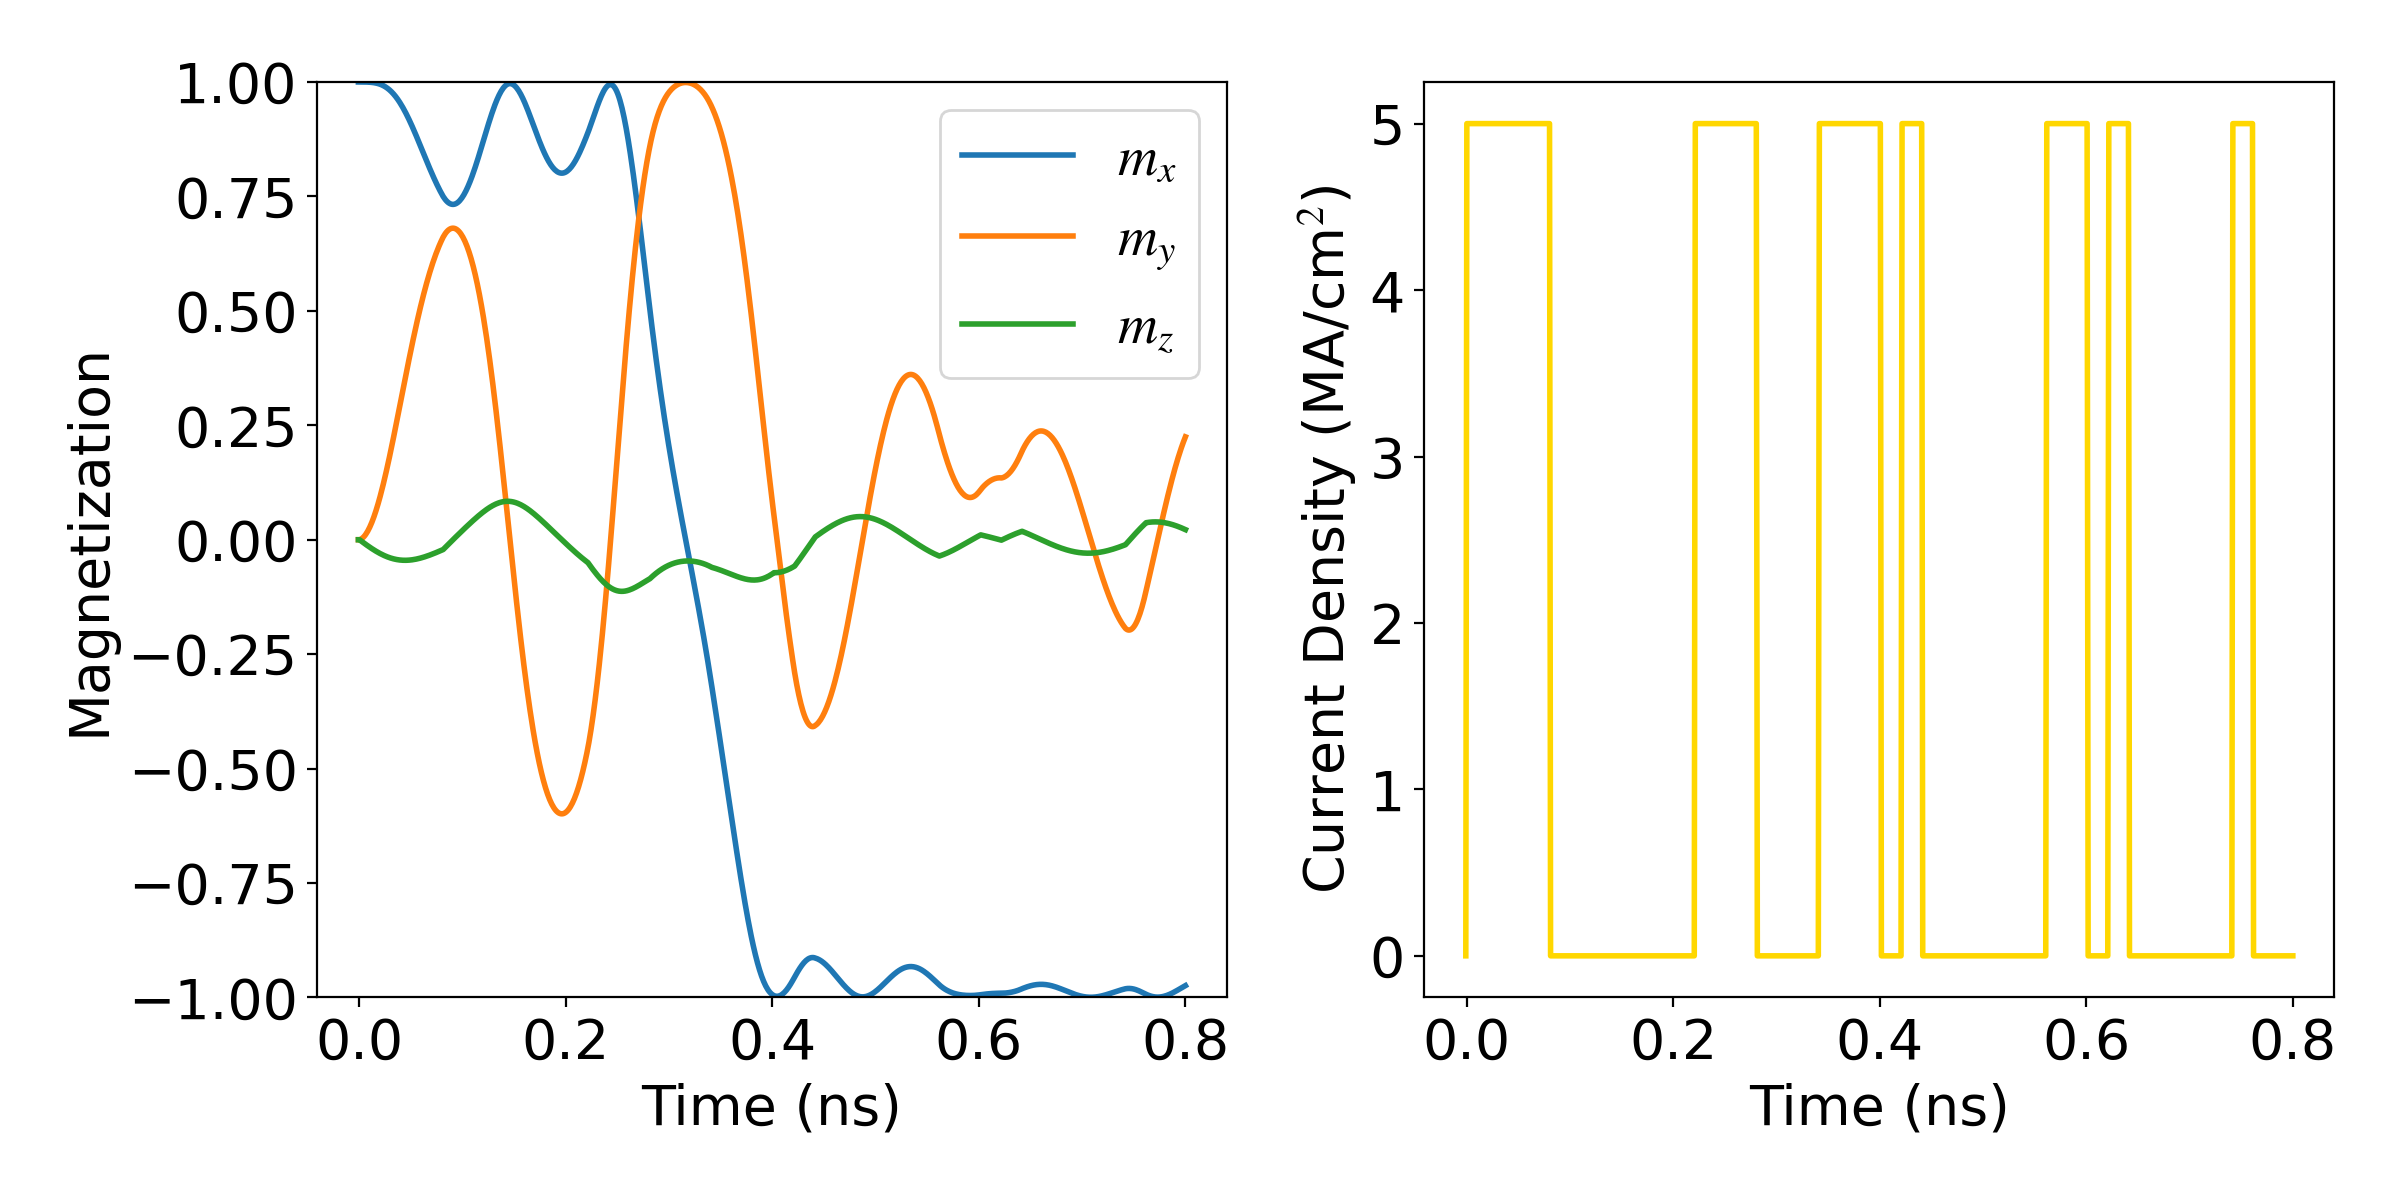 1.00
0.75
0.50
0.25
0.00
−0.25
−0.50
−0.75
−1.00
Magnetization
0.0 0.2 0.4 0.6 0.8
Time (ns)
m_x
m_y
m_z
5
4
3
2
1
0
Current Density (MA/cm²)
0.0 0.2 0.4 0.6 0.8
Time (ns)